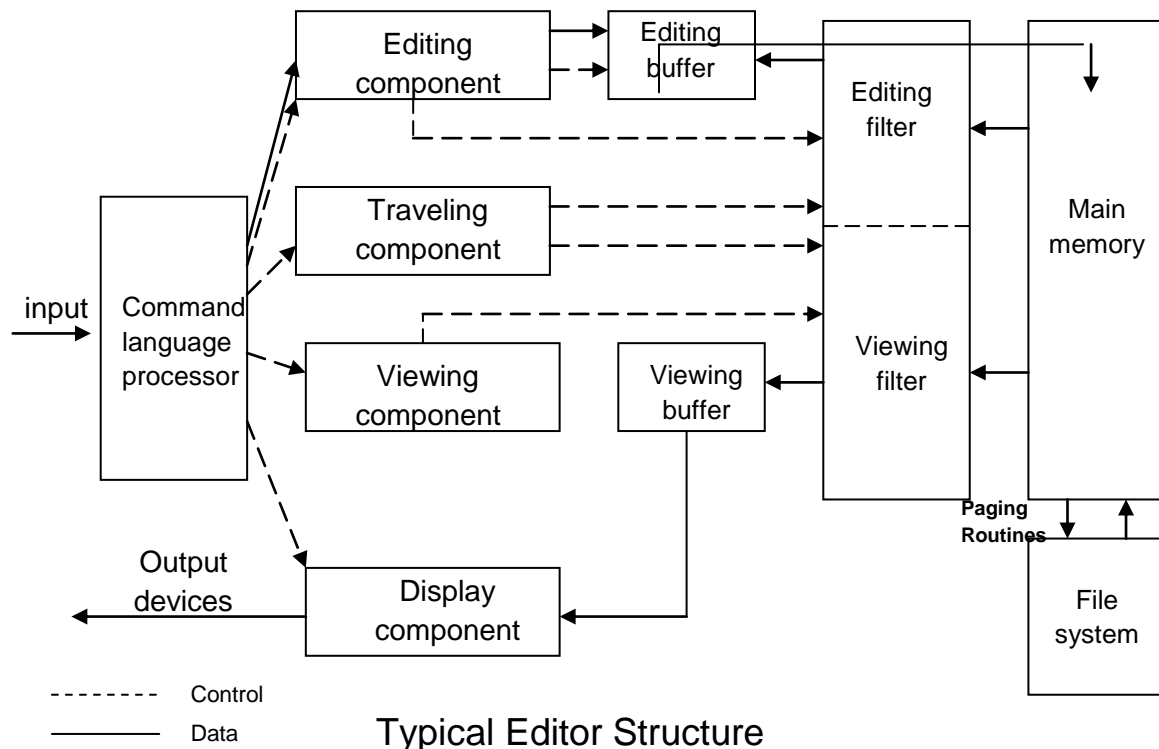 Editing
component
Editing
buffer
Editing
filter
Main
memory
Traveling
component
input
Command
language
processor
Viewing
component
Viewing
buffer
Viewing
filter
Paging
Routines
Output
devices
Display
component
File
system
Control
Data
Typical Editor Structure